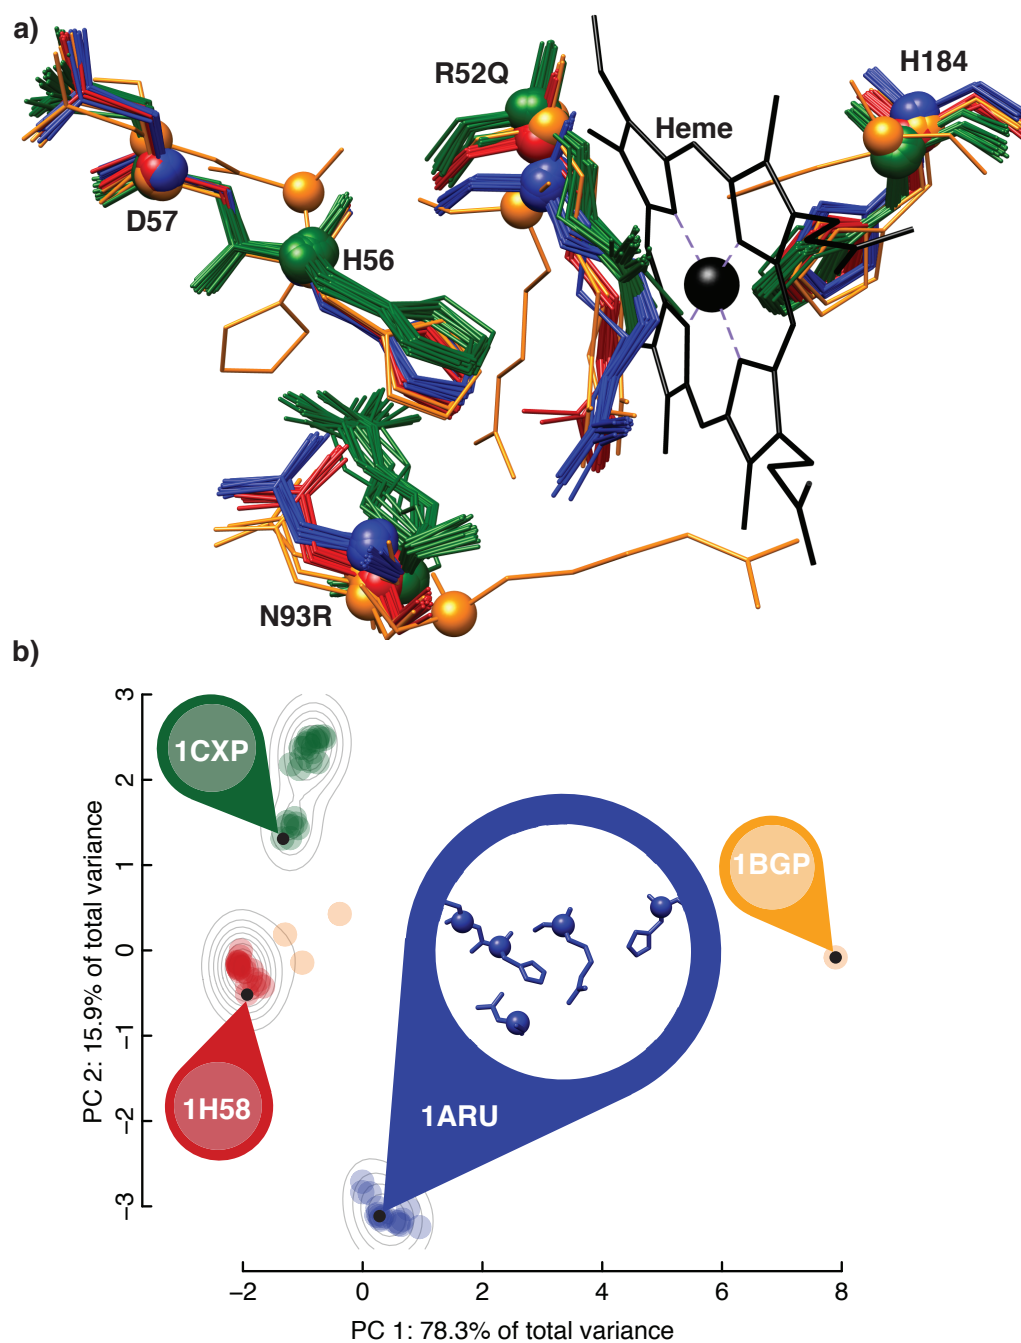 a)
R52Q
H184
Heme
D57
H56
N93R
b)
3
2
1
0
−1
−2
−3
PC 2: 15.9% of total variance
1CXP
1BGP
1H58
1ARU
−2 0 2 4 6 8
PC 1: 78.3% of total variance